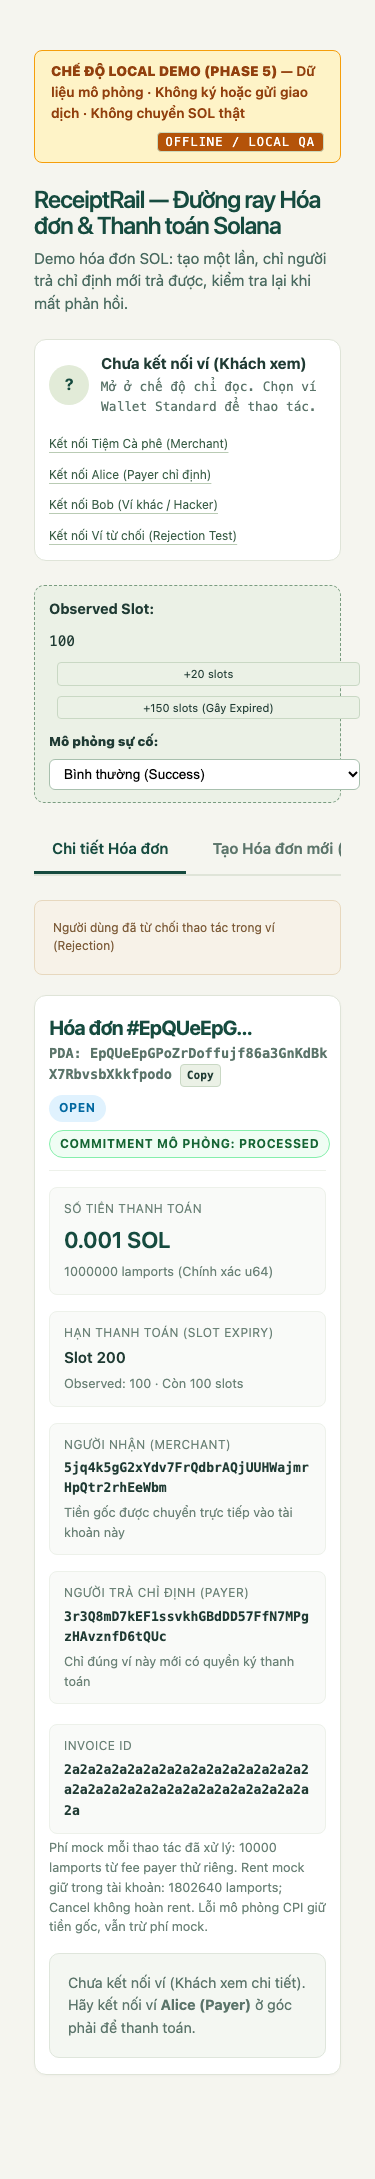 CHẾ ĐỘ LOCAL DEMO (PHASE 5) — Dữ
liệu mô phỏng · Không ký hoặc gửi giao
dịch · Không chuyển SOL thật
OFFLINE / LOCAL QA
ReceiptRail — Đường ray Hóa
đơn & Thanh toán Solana
Demo hóa đơn SOL: tạo một lần, chỉ người
trả chỉ định mới trả được, kiểm tra lại khi
mất phản hồi.
?
Chưa kết nối ví (Khách xem)
Mở ở chế độ chỉ đọc. Chọn ví
Wallet Standard để thao tác.
Kết nối Tiệm Cà phê (Merchant)
Kết nối Alice (Payer chỉ định)
Kết nối Bob (Ví khác / Hacker)
Kết nối Ví từ chối (Rejection Test)
Observed Slot:
100
+20 slots
+150 slots (Gây Expired)
Mô phỏng sự cố:
Bình thường (Success)
Chi tiết Hóa đơn
Tạo Hóa đơn mới (
Người dùng đã từ chối thao tác trong ví
(Rejection)
Hóa đơn #EpQUeEpG...
PDA: EpQUeEpGPoZrDoffujf86a3GnKdBk
X7RbvsbXkkfpodo Copy
OPEN
COMMITMENT MÔ PHỎNG: PROCESSED
SỐ TIỀN THANH TOÁN
0.001 SOL
1000000 lamports (Chính xác u64)
HẠN THANH TOÁN (SLOT EXPIRY)
Slot 200
Observed: 100 · Còn 100 slots
NGƯỜI NHẬN (MERCHANT)
5jq4k5gG2xYdv7FrQdbrAQjUUHWajmr
HpQtr2rhEeWbm
Tiền gốc được chuyển trực tiếp vào tài
khoản này
NGƯỜI TRẢ CHỈ ĐỊNH (PAYER)
3r3Q8mD7kEF1ssvkhGBdDD57FfN7MPg
zHAvznfD6tQUc
Chỉ đúng ví này mới có quyền ký thanh
toán
INVOICE ID
2a2a2a2a2a2a2a2a2a2a2a2a2a2a2a2
a2a2a2a2a2a2a2a2a2a2a2a2a2a2a2a
2a
Phí mock mỗi thao tác đã xử lý: 10000
lamports từ fee payer thử riêng. Rent mock
giữ trong tài khoản: 1802640 lamports;
Cancel không hoàn rent. Lỗi mô phỏng CPI giữ
tiền gốc, vẫn trừ phí mock.
Chưa kết nối ví (Khách xem chi tiết).
Hãy kết nối ví Alice (Payer) ở góc
phải để thanh toán.